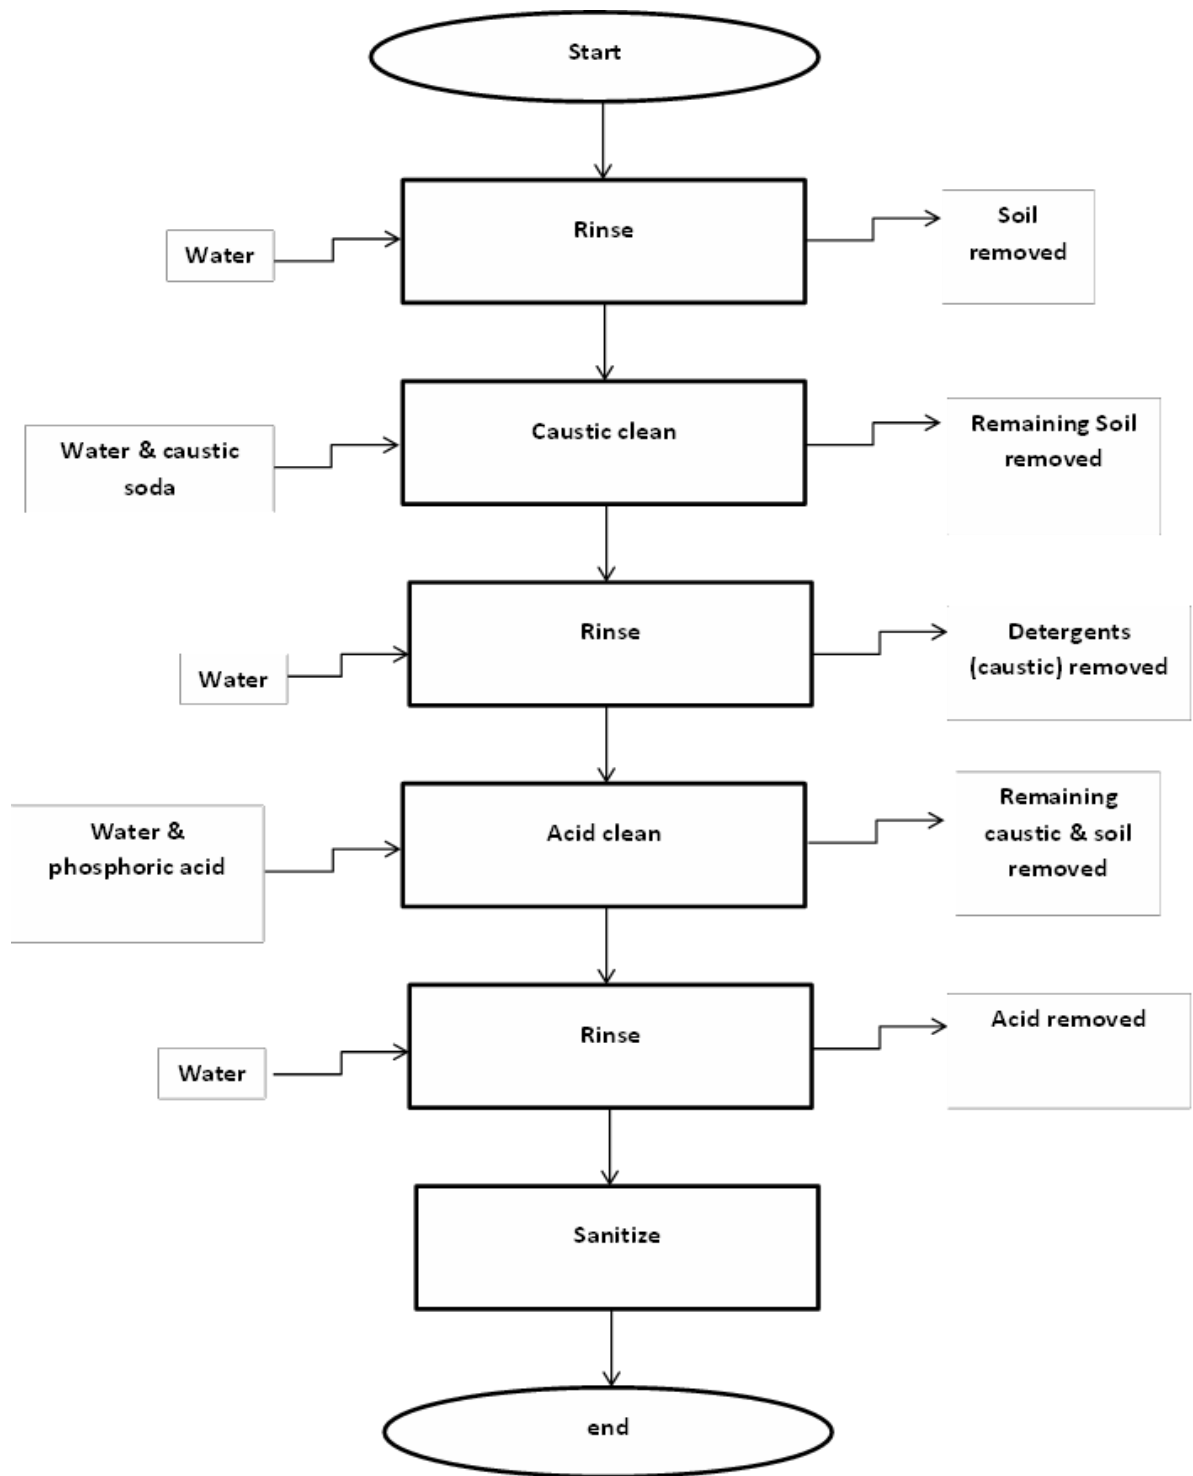 Start
Rinse
Water
Soil
removed
Caustic clean
Water & caustic
soda
Remaining Soil
removed
Rinse
Water
Detergents
(caustic) removed
Acid clean
Water &
phosphoric acid
Remaining
caustic & soil
removed
Rinse
Water
Acid removed
Sanitize
end